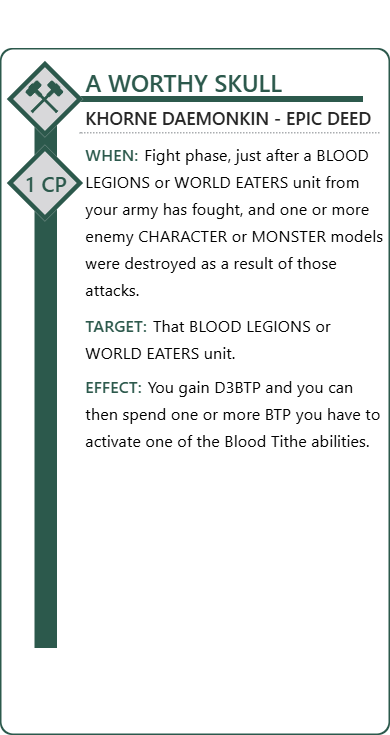 A WORTHY SKULL
KHORNE DAEMONKIN - EPIC DEED
WHEN: Fight phase, just after a BLOOD
1 CP
LEGIONS or WORLD EATERS unit from
your army has fought, and one or more
enemy CHARACTER or MONSTER models
were destroyed as a result of those
attacks.
TARGET: That BLOOD LEGIONS or
WORLD EATERS unit.
EFFECT: You gain D3BTP and you can
then spend one or more BTP you have to
activate one of the Blood Tithe abilities.